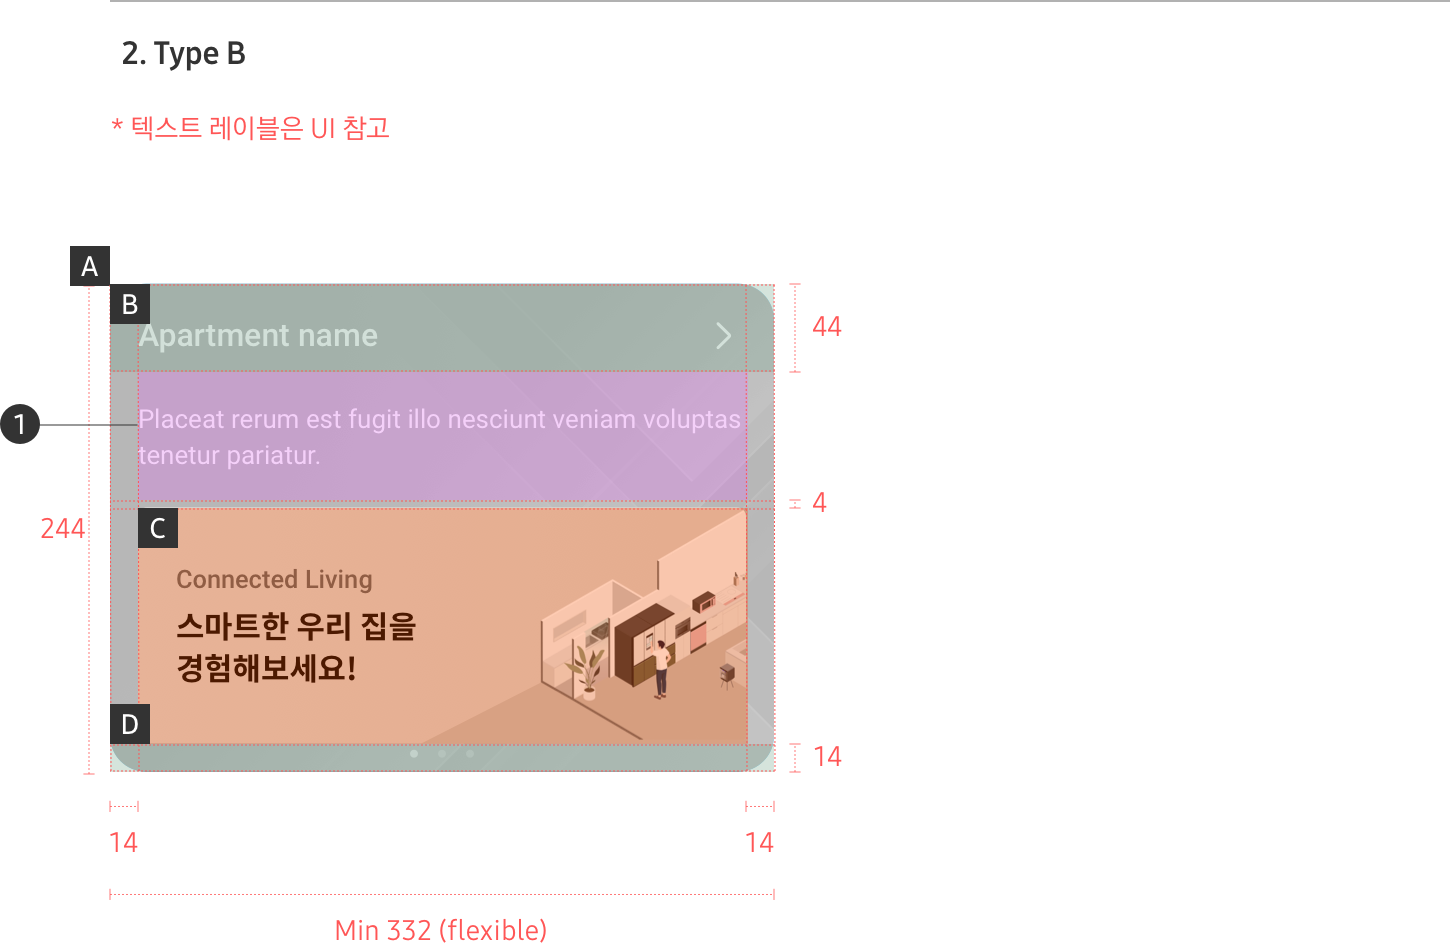 2. Type B
* 텍스트 레이블은 UI 참고
A
B
Apartment name
44
1
Placeat rerum est fugit illo nesciunt veniam voluptas
tenetur pariatur.
4
244
C
Connected Living
스마트한 우리 집을
경험해보세요!
D
14
14
14
Min 332 (flexible)